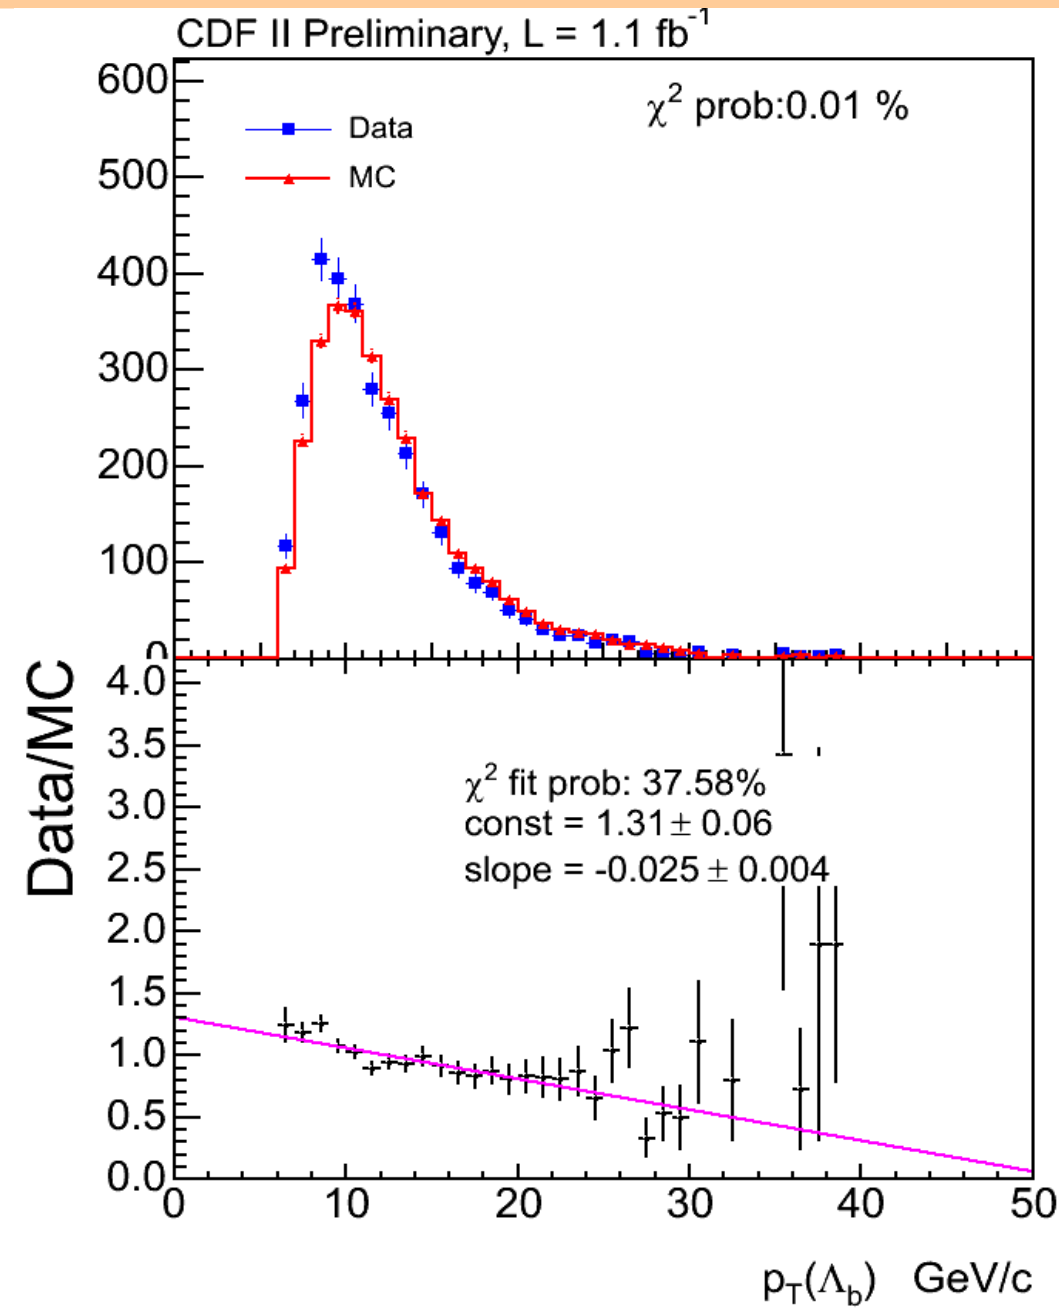 CDF II Preliminary, L = 1.1 fb⁻¹
χ² prob:0.01 %
Data
MC
600
500
400
300
200
100
0
Data/MC
4.0
3.5
3.0
2.5
2.0
1.5
1.0
0.5
0.0
χ² fit prob: 37.58%
const = 1.31 ± 0.06
slope = -0.025 ± 0.004
0 10 20 30 40 50
p_T(Λ_b) GeV/c